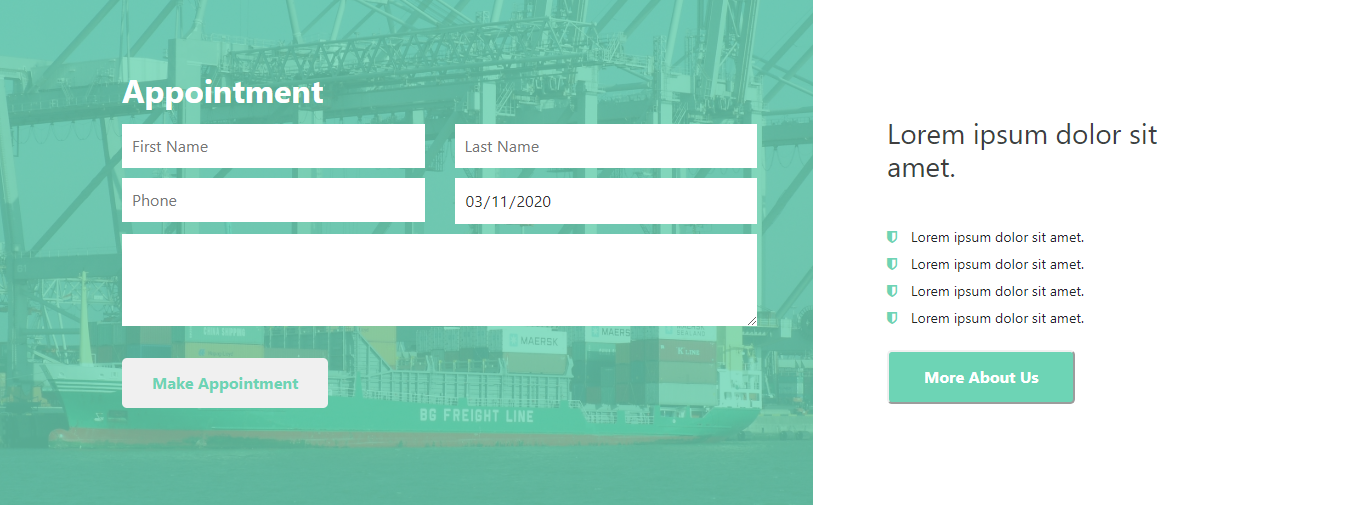 Appointment
First Name
Last Name
Phone
03/11/2020
MAERSK
MAERSK
BG FREIGHT LINE
Make Appointment
Lorem ipsum dolor sit
amet.
Lorem ipsum dolor sit amet.
Lorem ipsum dolor sit amet.
Lorem ipsum dolor sit amet.
Lorem ipsum dolor sit amet.
More About Us